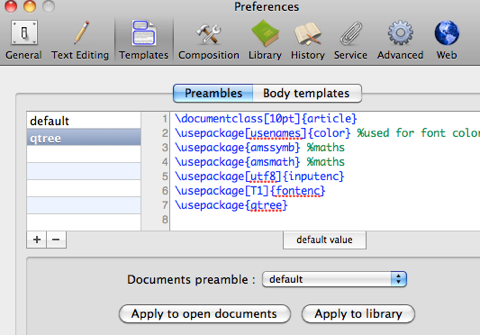 Preferences
General Text Editing Templates Composition Library History Service Advanced Web
Preambles Body templates
default
qtree
1 \documentclass[10pt]{article}
2 \usepackage[usenames]{color} %used for font color
3 \usepackage{amssymb} %maths
4 \usepackage{amsmath} %maths
5 \usepackage[utf8]{inputenc}
6 \usepackage[T1]{fontenc}
7 \usepackage{qtree}
8
+ − default value
Documents preamble : default
Apply to open documents Apply to library